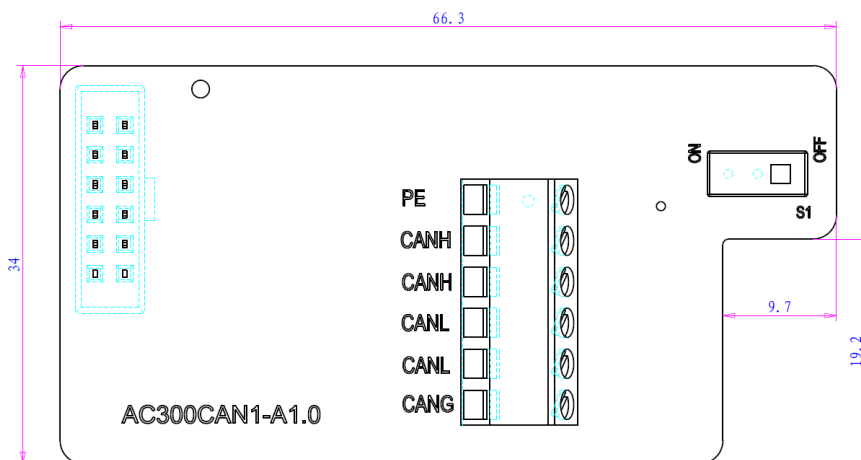 66.3
ON
OFF
S1
PE
CANH
CANH
CANL
CANL
CANG
34
9.7
19.2
AC300CAN1-A1.0